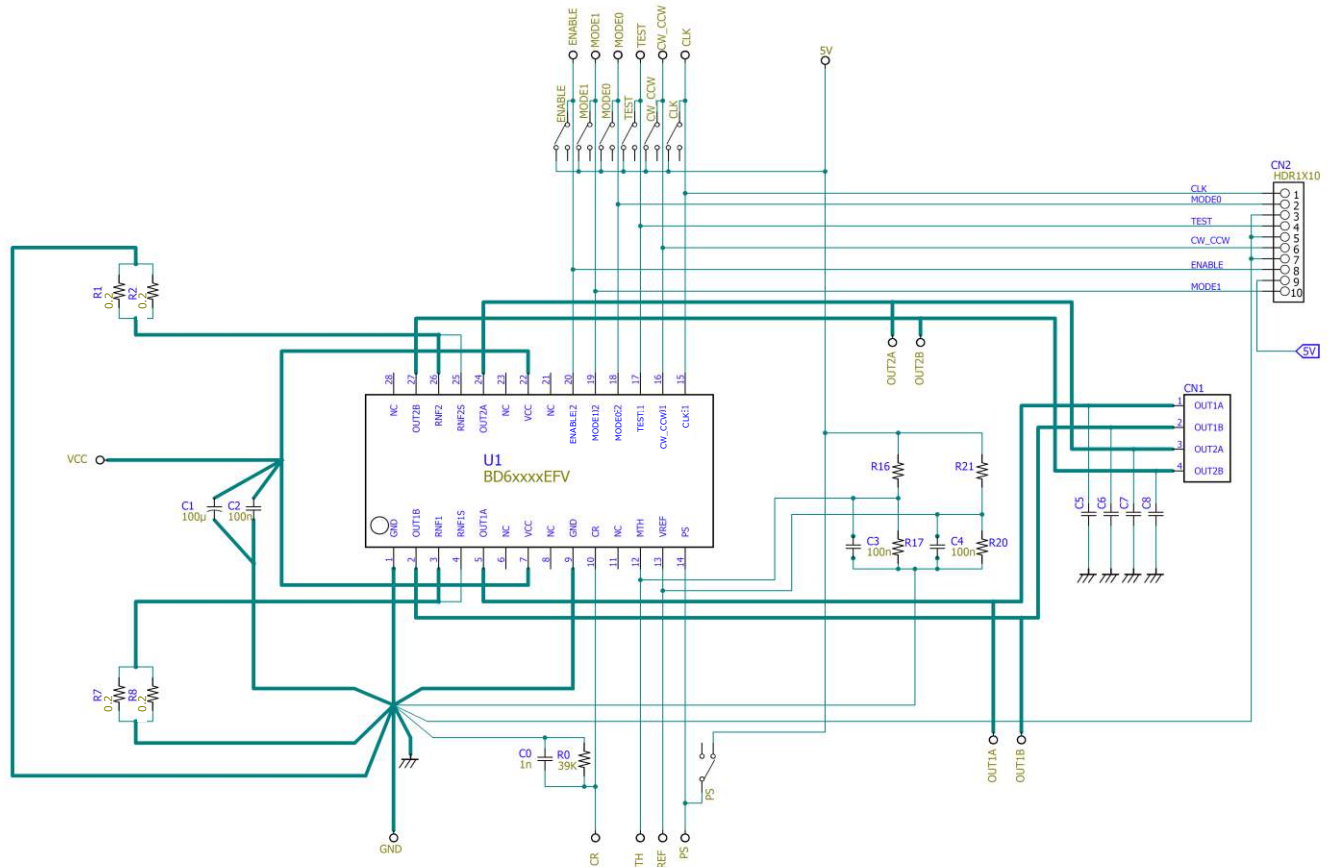 ENABLE
MODE1
MODE0
TEST
CW_CCW
CLK
5V
ENABLE
MODE1
MODE0
TEST
CW_CCW
CLK
CN2
HDR1X10
CLK
MODE0
TEST
CW_CCW
ENABLE
MODE1
1
2
3
4
5
6
7
8
9
10
5V
R1
0.2
R2
0.2
OUT2A
OUT2B
28
27
26
25
24
23
22
21
20
19
18
17
16
15
NC
OUT2B
RNF2
RNF2S
OUT2A
NC
VCC
NC
U1
BD6xxxxEFV
GND
OUT1B
RNF1
RNF1S
OUT1A
NC
VCC
NC
GND
CR
NC
MTH
VREF
PS
1
2
3
4
5
6
7
8
9
10
11
12
13
14
CN1
1 OUT1A
2 OUT1B
3 OUT2A
4 OUT2B
VCC
C1
100μ
C2
100n
R16
R21
C3
100n
R17
C4
100n
R20
C5
C6
C7
C8
R7
0.2
R8
0.2
C0
1n
R0
39K
PS
OUT1A
OUT1B
GND
CR
TH
REF
PS